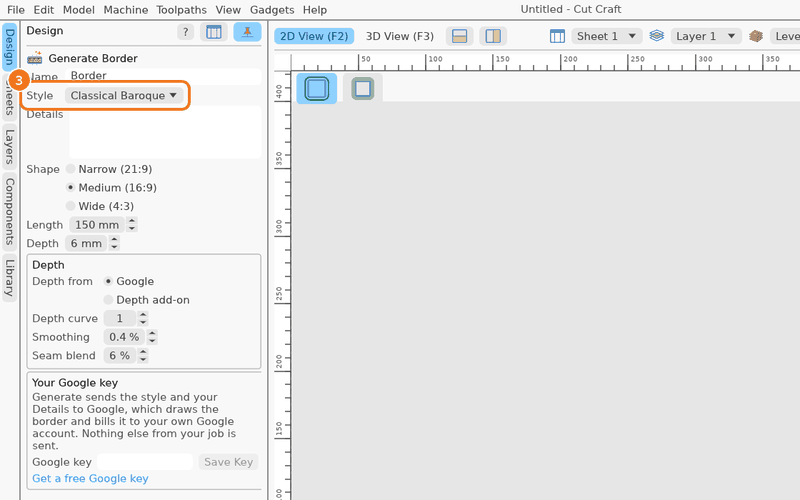 File Edit Model Machine Toolpaths View Gadgets Help
Untitled - Cut Craft
Design
?
2D View (F2)
3D View (F3)
Sheet 1
Layer 1
Leve
Design
Sheets
Layers
Components
Library
Generate Border
3
Name Border
Style Classical Baroque
Details
Shape Narrow (21:9)
Medium (16:9)
Wide (4:3)
Length 150 mm
Depth 6 mm
Depth
Depth from Google
Depth add-on
Depth curve 1
Smoothing 0.4 %
Seam blend 6 %
Your Google key
Generate sends the style and your
Details to Google, which draws the
border and bills it to your own Google
account. Nothing else from your job is
sent.
Google key Save Key
Get a free Google key
50 100 150 200 250 300 350
400
350
300
250
200
150